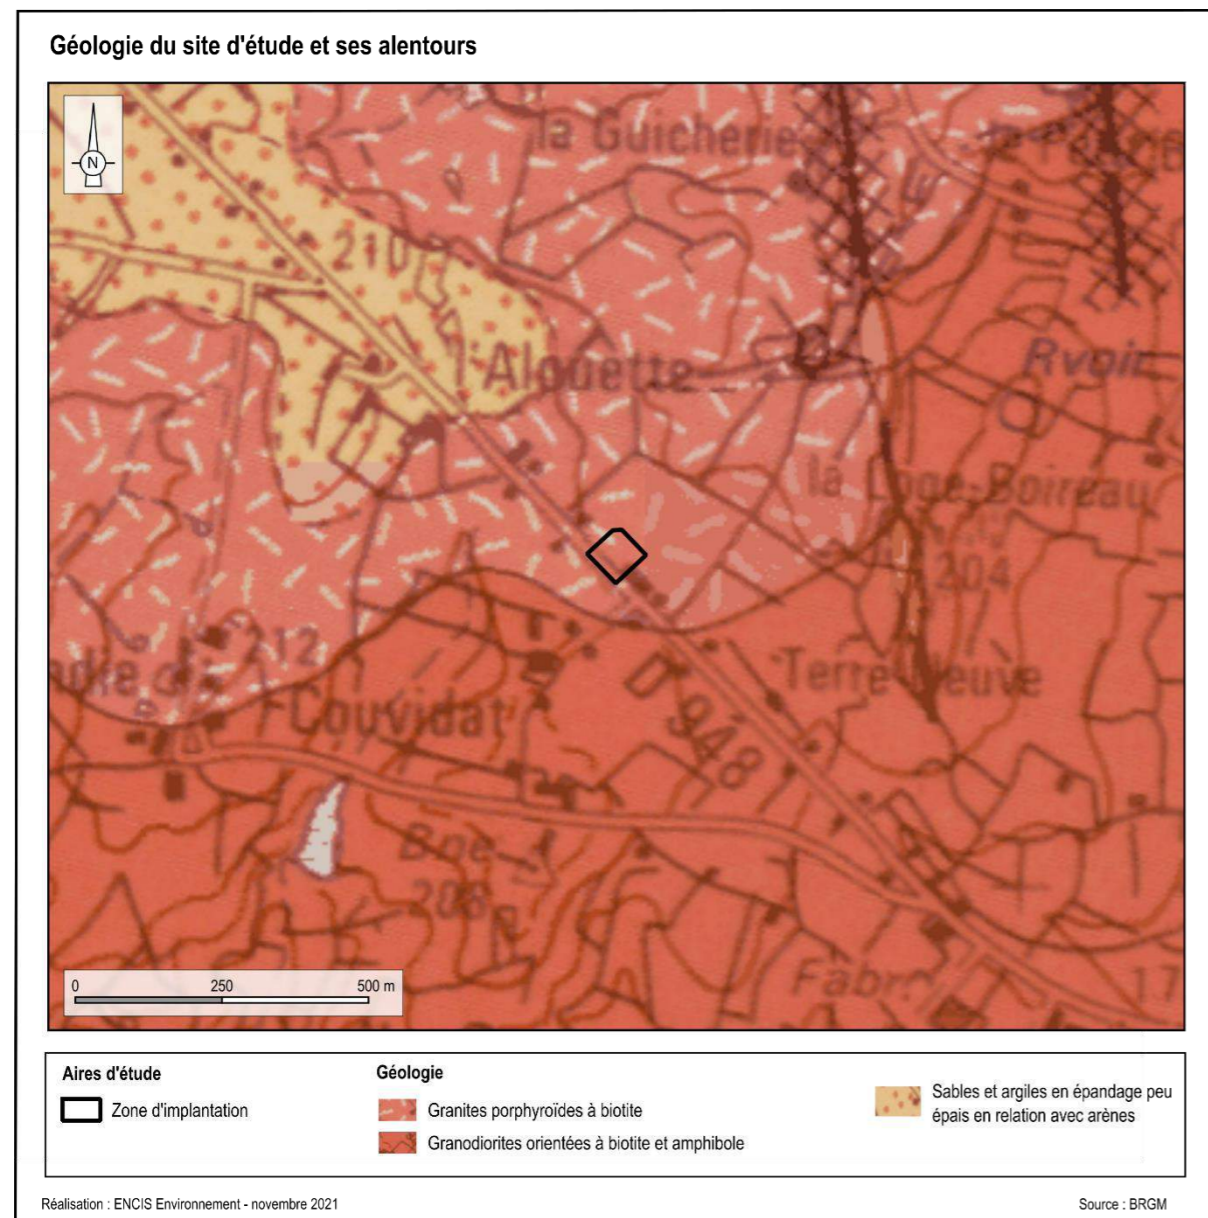 Géologie du site d'étude et ses alentours
N
la Guicherie
210
l'Alouette
Rvoir
la Loge-Boireau
204
212
Couvidat
Terre Neuve
D 948
Bne
208
Fabr.
17
0 250 500 m
Aires d'étude
Zone d'implantation
Géologie
Granites porphyroïdes à biotite
Granodiorites orientées à biotite et amphibole
Sables et argiles en épandage peu
épais en relation avec arènes
Réalisation : ENCIS Environnement - novembre 2021
Source : BRGM